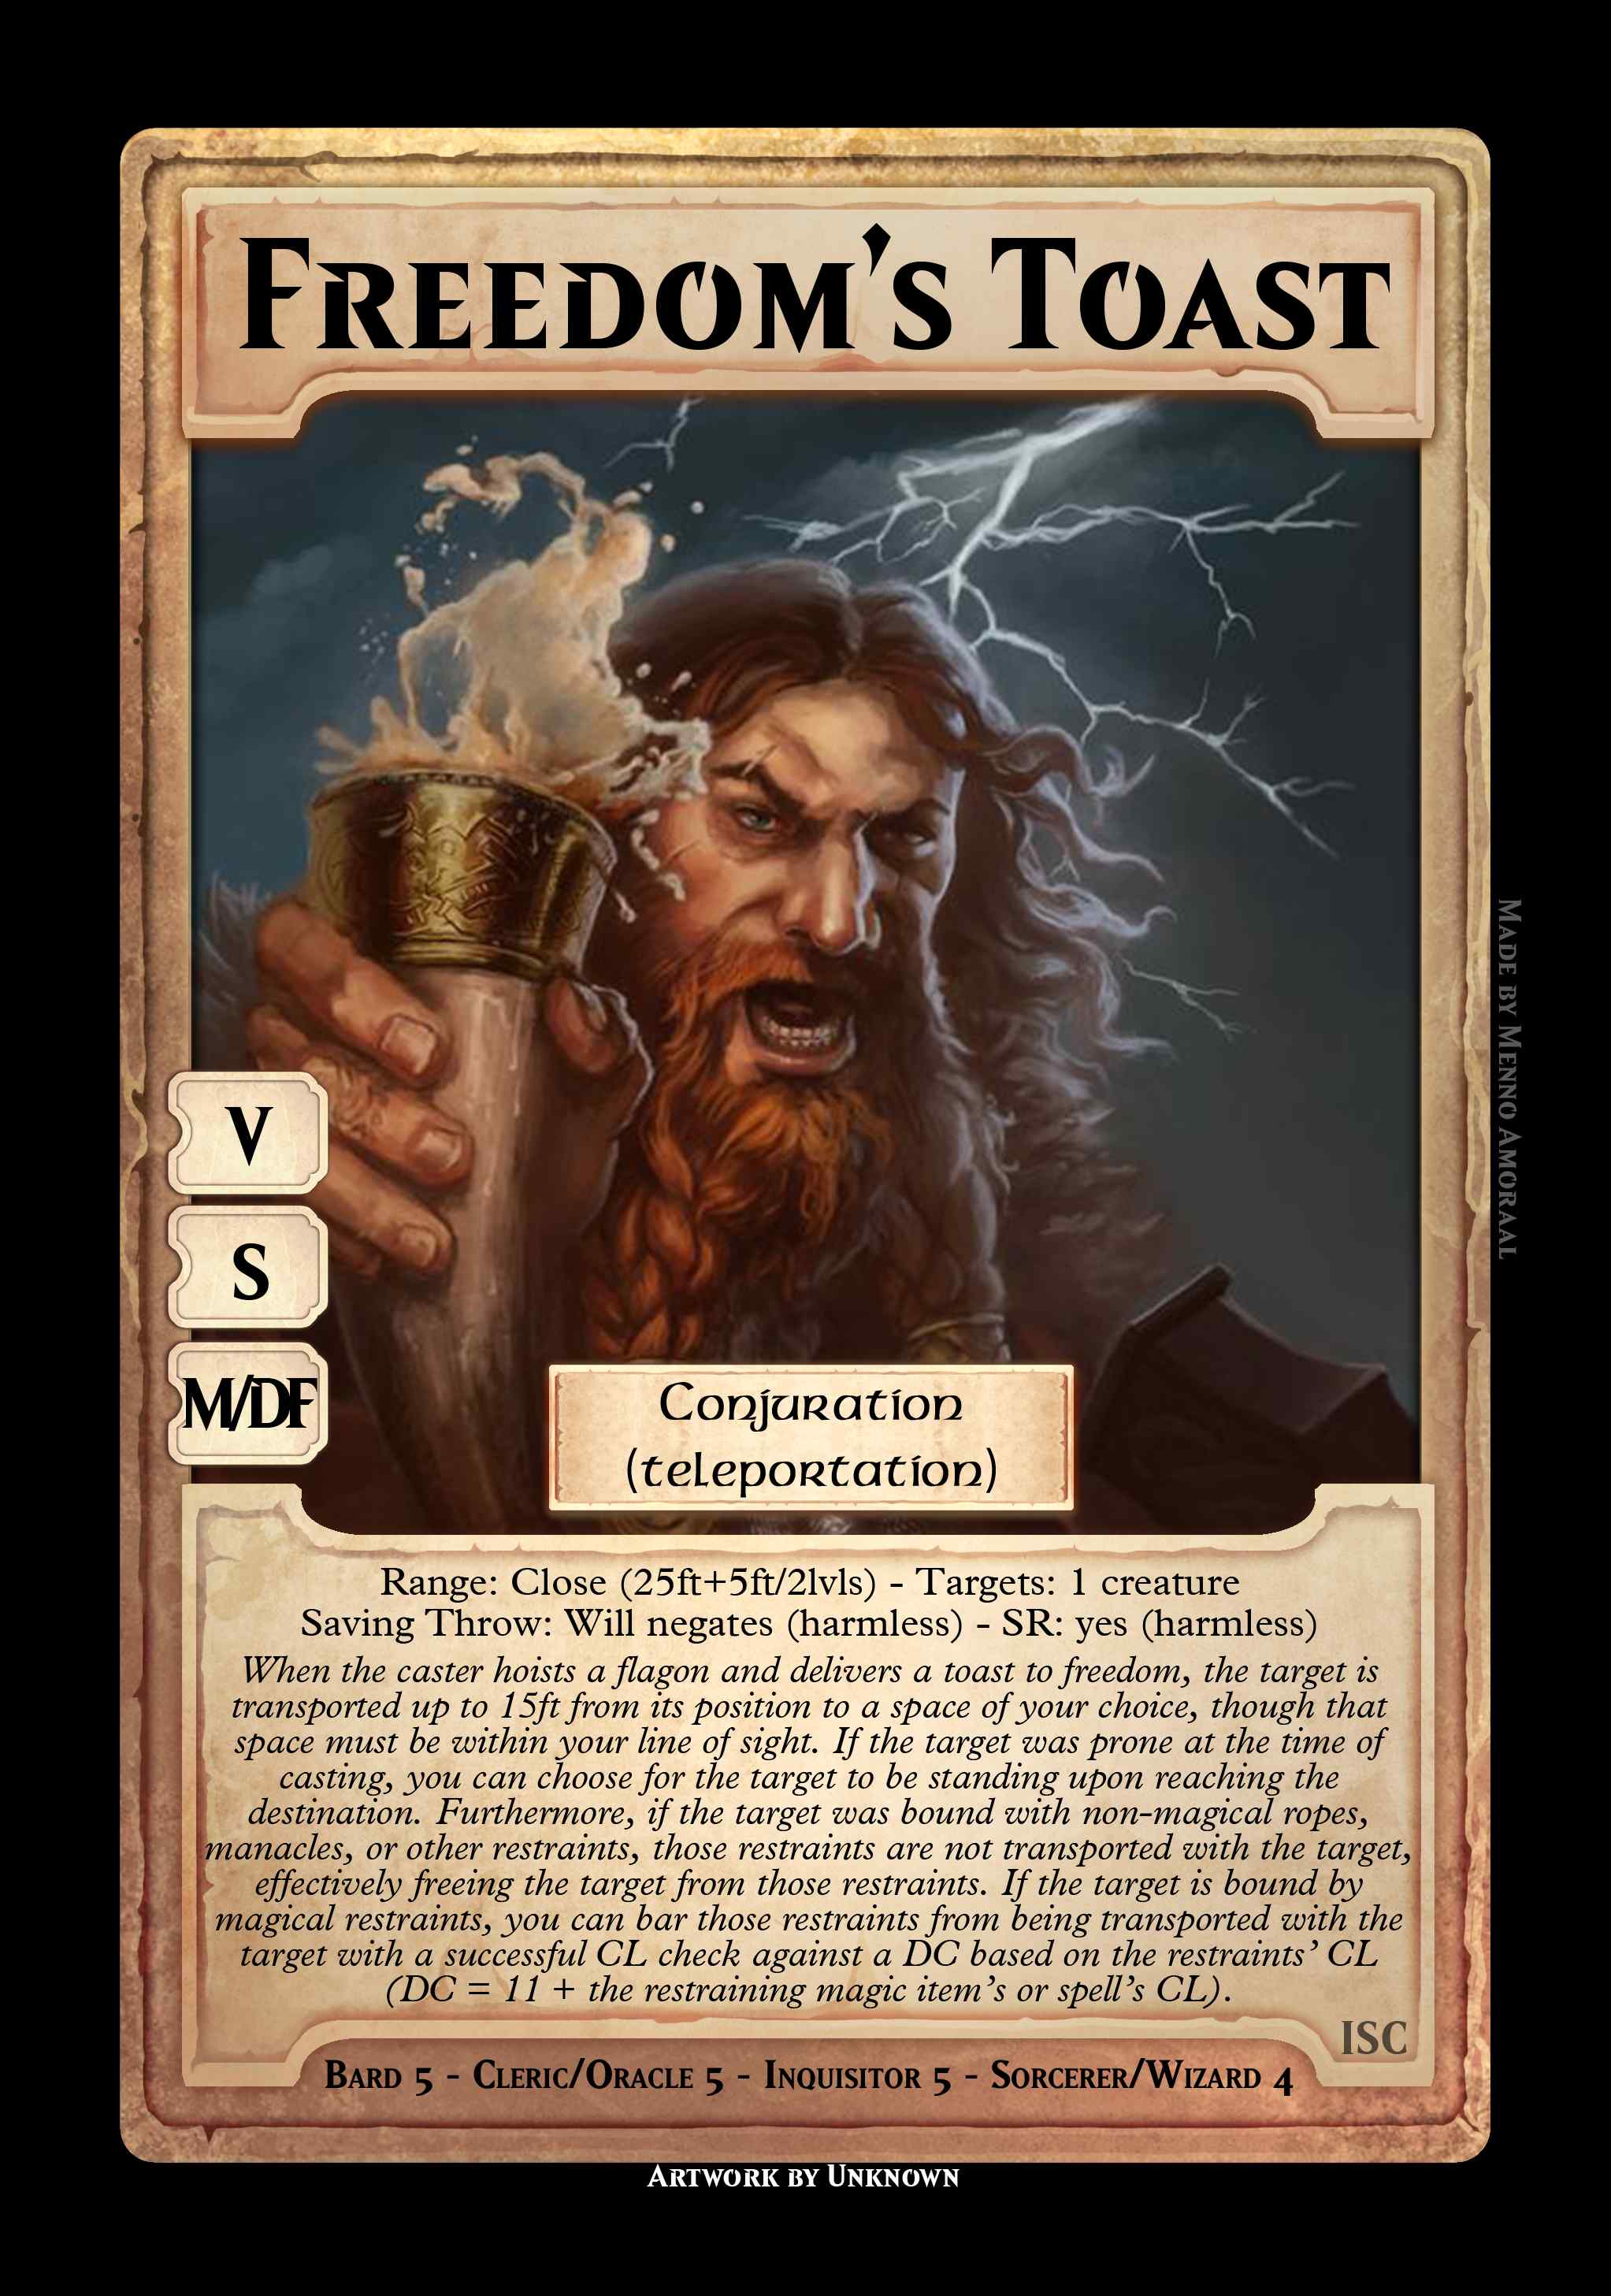 Freedom's Toast
V
S
M/DF
Conjuration
(teleportation)
Range: Close (25ft+5ft/2lvls) - Targets: 1 creature
Saving Throw: Will negates (harmless) - SR: yes (harmless)
When the caster hoists a flagon and delivers a toast to freedom, the target is
transported up to 15ft from its position to a space of your choice, though that
space must be within your line of sight. If the target was prone at the time of
casting, you can choose for the target to be standing upon reaching the
destination. Furthermore, if the target was bound with non-magical ropes,
manacles, or other restraints, those restraints are not transported with the target,
effectively freeing the target from those restraints. If the target is bound by
magical restraints, you can bar those restraints from being transported with the
target with a successful CL check against a DC based on the restraints' CL
(DC = 11 + the restraining magic item's or spell's CL).
ISC
Bard 5 - Cleric/Oracle 5 - Inquisitor 5 - Sorcerer/Wizard 4
Artwork by Unknown
Made by Menno Amoraal